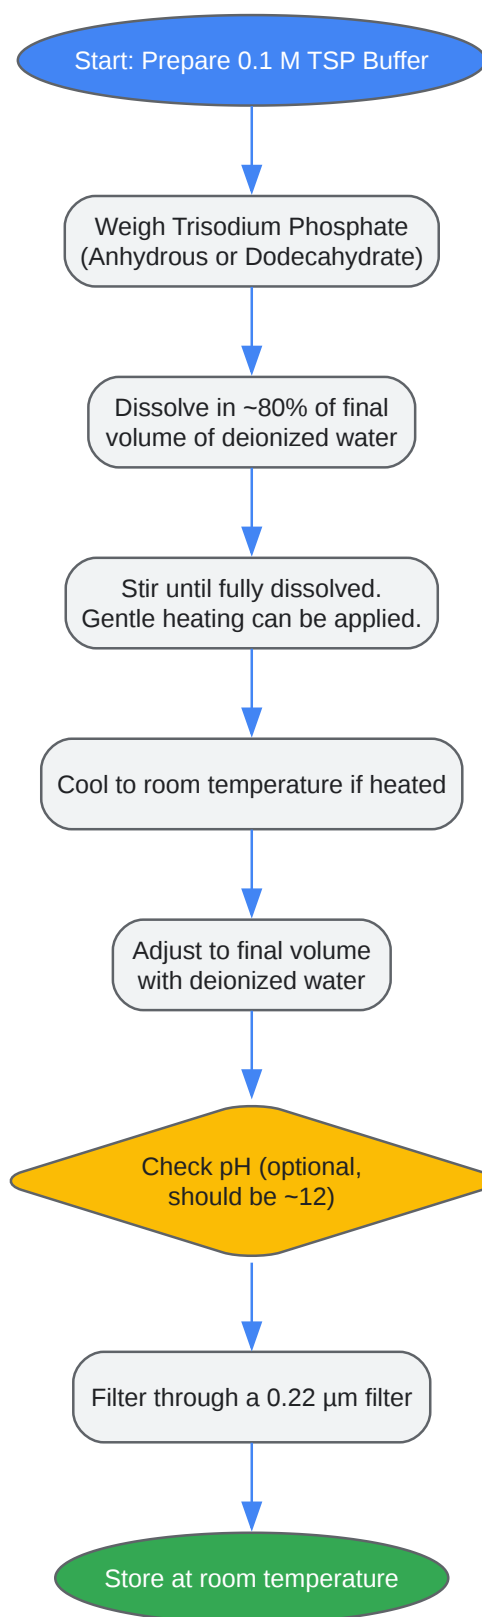 Start: Prepare 0.1 M TSP Buffer
Weigh Trisodium Phosphate
(Anhydrous or Dodecahydrate)
Dissolve in ~80% of final
volume of deionized water
Stir until fully dissolved.
Gentle heating can be applied.
Cool to room temperature if heated
Adjust to final volume
with deionized water
Check pH (optional,
should be ~12)
Filter through a 0.22 µm filter
Store at room temperature